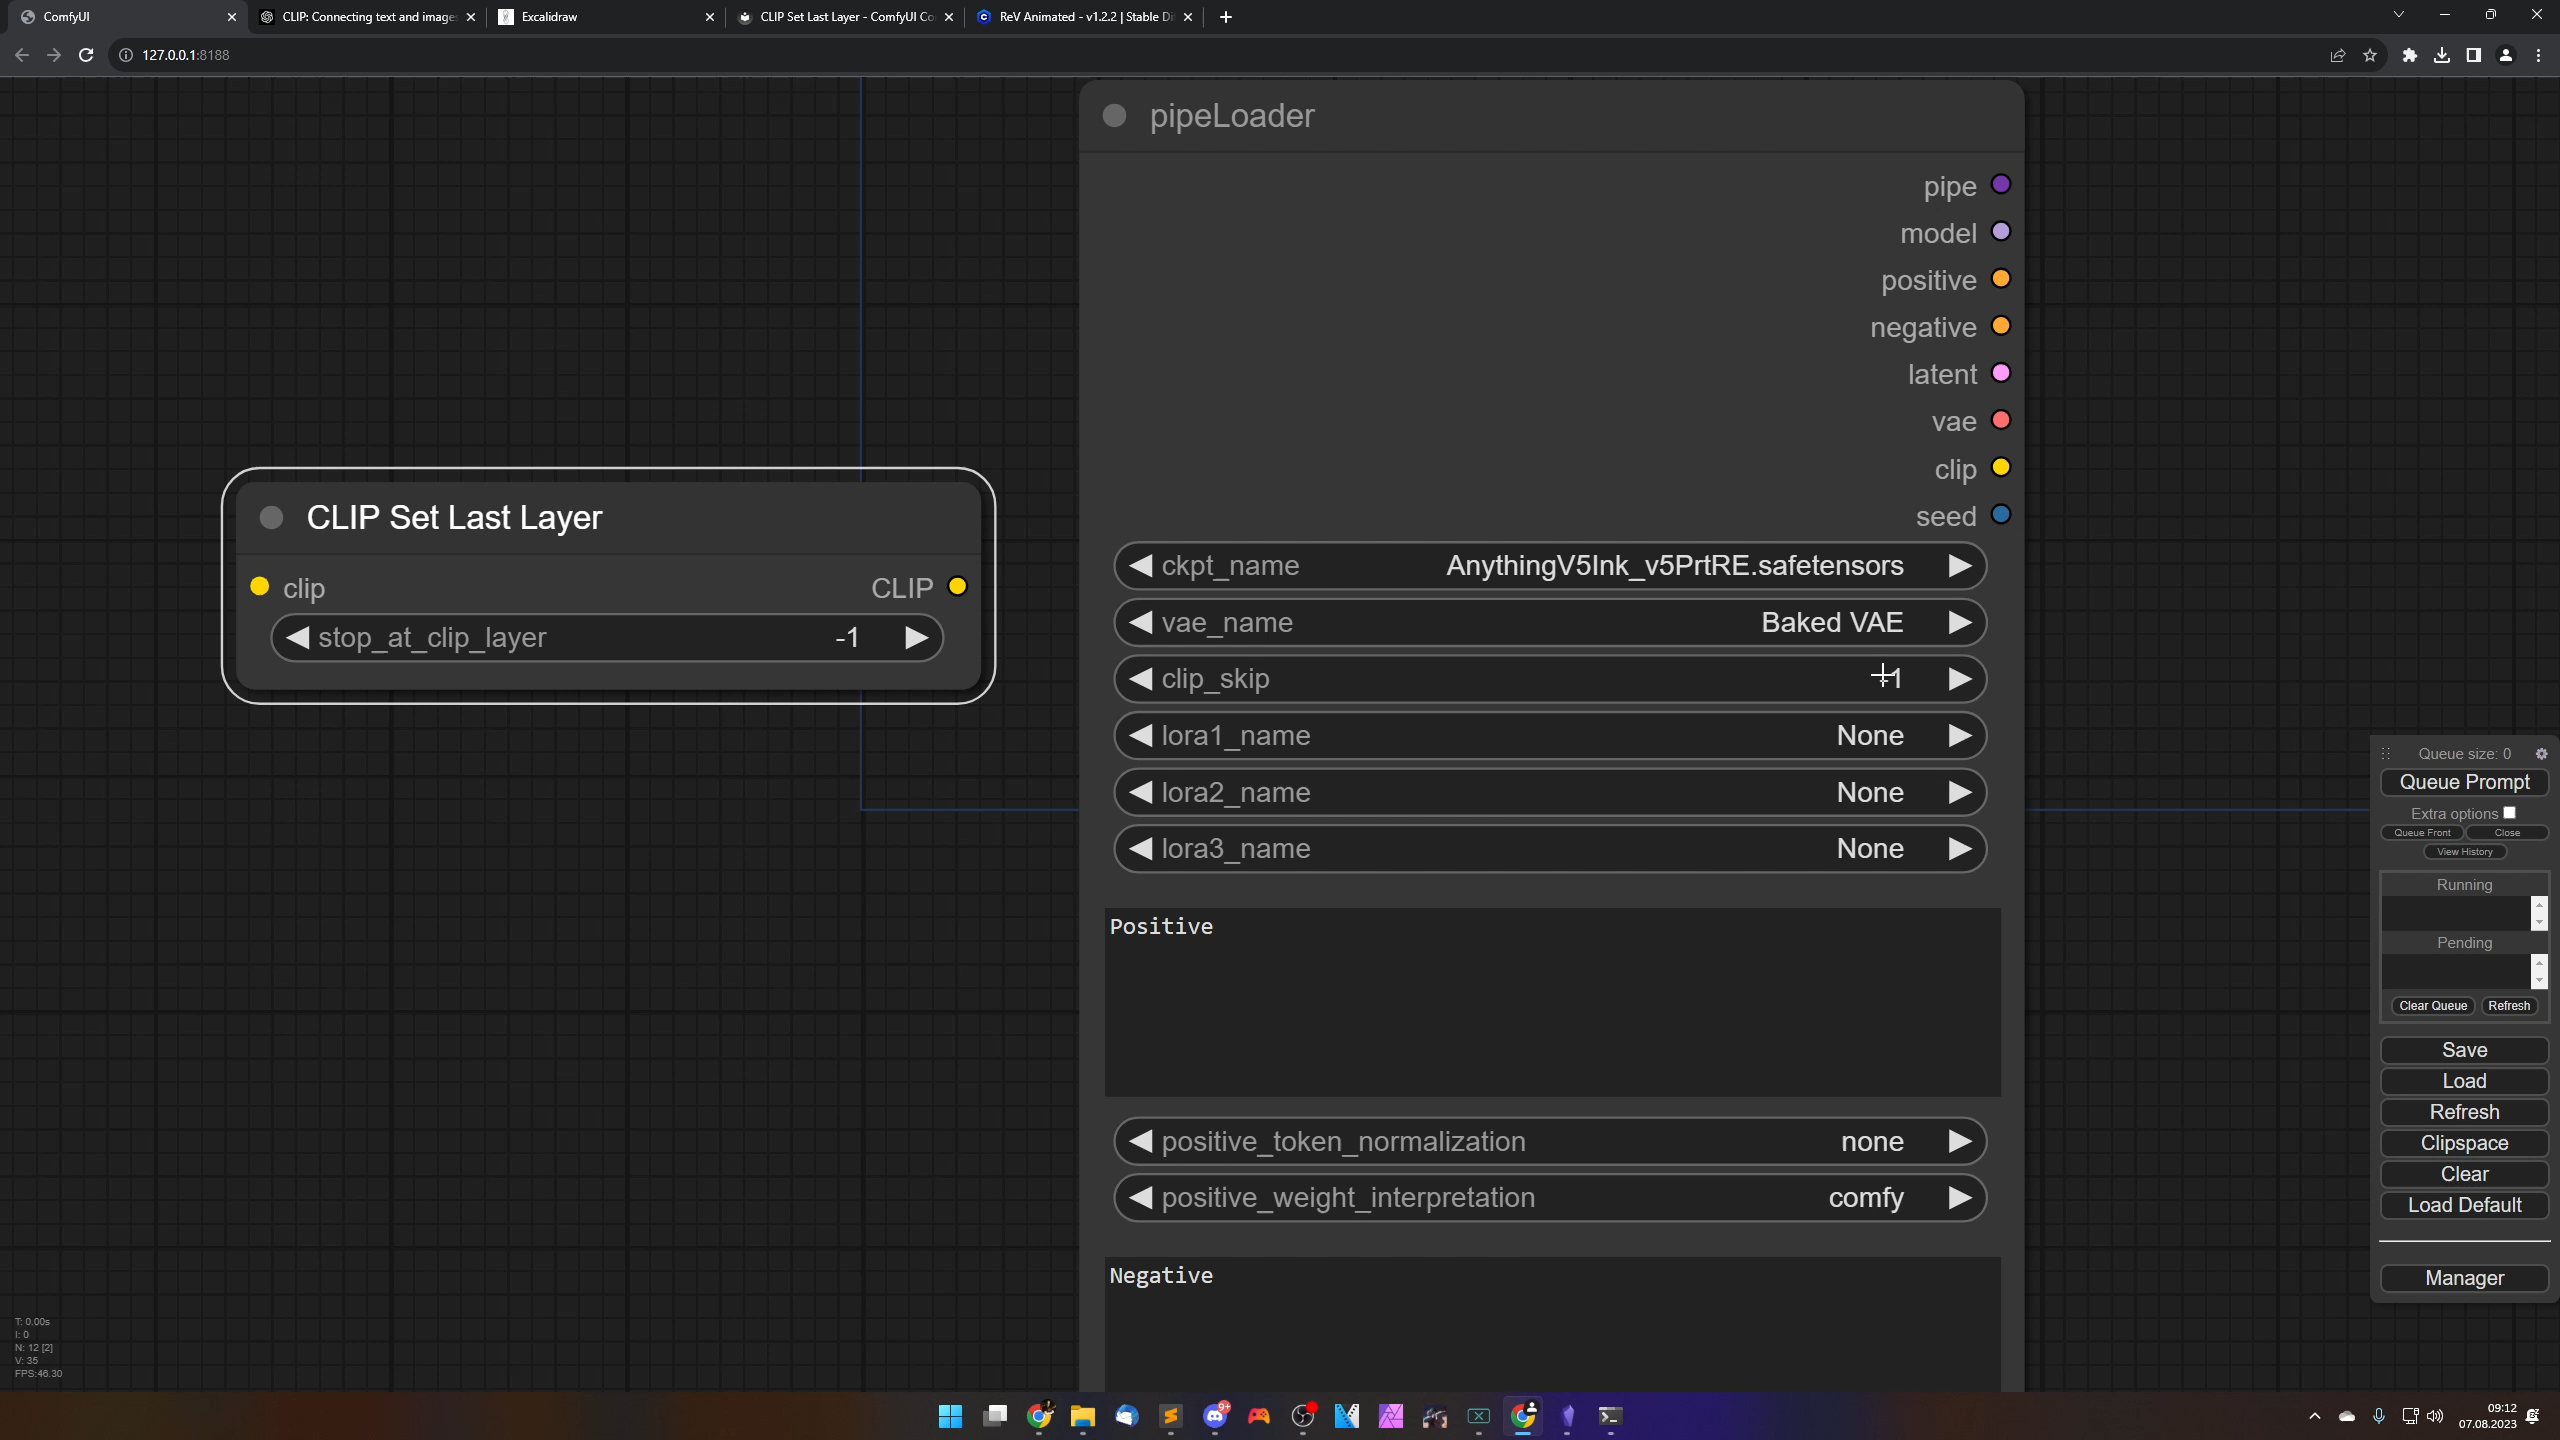 ComfyUI
CLIP: Connecting text and image
Excalidraw
CLIP Set Last Layer - ComfyUI Co
ReV Animated - v1.2.2 | Stable Di
127.0.0.1:8188
pipeLoader
pipe
model
positive
negative
latent
vae
clip
seed
ckpt_name AnythingV5Ink_v5PrtRE.safetensors
vae_name Baked VAE
clip_skip -1
lora1_name None
lora2_name None
lora3_name None
Positive
positive_token_normalization none
positive_weight_interpretation comfy
Negative
CLIP Set Last Layer
clip CLIP
stop_at_clip_layer -1
Queue size: 0
Queue Prompt
Extra options
Queue Front Close
View History
Running
Pending
Clear Queue Refresh
Save
Load
Refresh
Clipspace
Clear
Load Default
Manager
T: 0.00s
I: 0
N: 12 [2]
V: 35
FPS:46.30
9+
09:12
07.08.2023